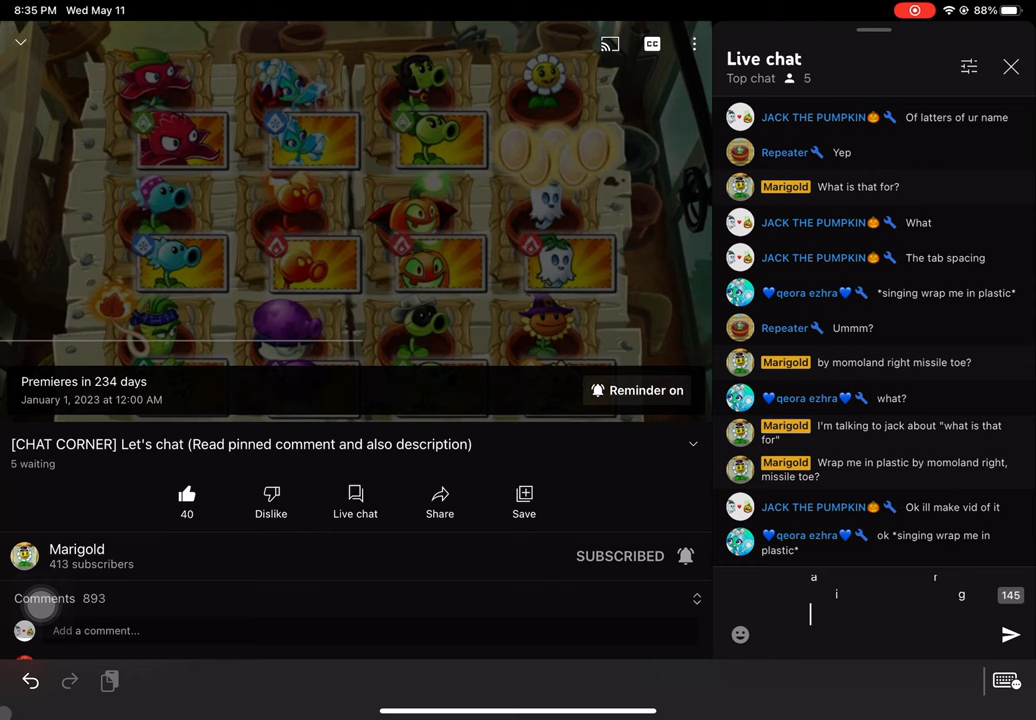 8:35 PM Wed May 11
88%
CC
Premieres in 234 days
January 1, 2023 at 12:00 AM
Reminder on
[CHAT CORNER] Let's chat (Read pinned comment and also description)
5 waiting
40
Dislike
Live chat
Share
Save
Marigold
413 subscribers
SUBSCRIBED
Comments 893
Add a comment...
Live chat
Top chat 5
JACK THE PUMPKIN🎃 Of latters of ur name
Repeater Yep
Marigold What is that for?
JACK THE PUMPKIN🎃 What
JACK THE PUMPKIN🎃 The tab spacing
💙qeora ezhra💙 *singing wrap me in plastic*
Repeater Ummm?
Marigold by momoland right missile toe?
💙qeora ezhra💙 what?
Marigold I'm talking to jack about "what is that
for"
Marigold Wrap me in plastic by momoland right,
missile toe?
JACK THE PUMPKIN🎃 Ok ill make vid of it
💙qeora ezhra💙 ok *singing wrap me in
plastic*
a r
i g
145